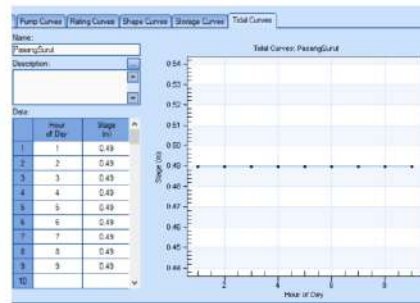 Pump Curves Rating Curves Shape Curves Storage Curves Tidal Curves
Name:
PasangSurut
Description:
Data:
Hour of Day Stage (m)
1 1 0.49
2 2 0.49
3 3 0.49
4 4 0.49
5 5 0.49
6 6 0.49
7 7 0.49
8 8 0.49
9 9 0.49
10
Tidal Curves: PasangSurut
0.54
0.53
0.52
0.51
0.50
0.49
0.48
0.47
0.46
0.45
0.44
Stage (m)
2 4 6 8
Hour of Day